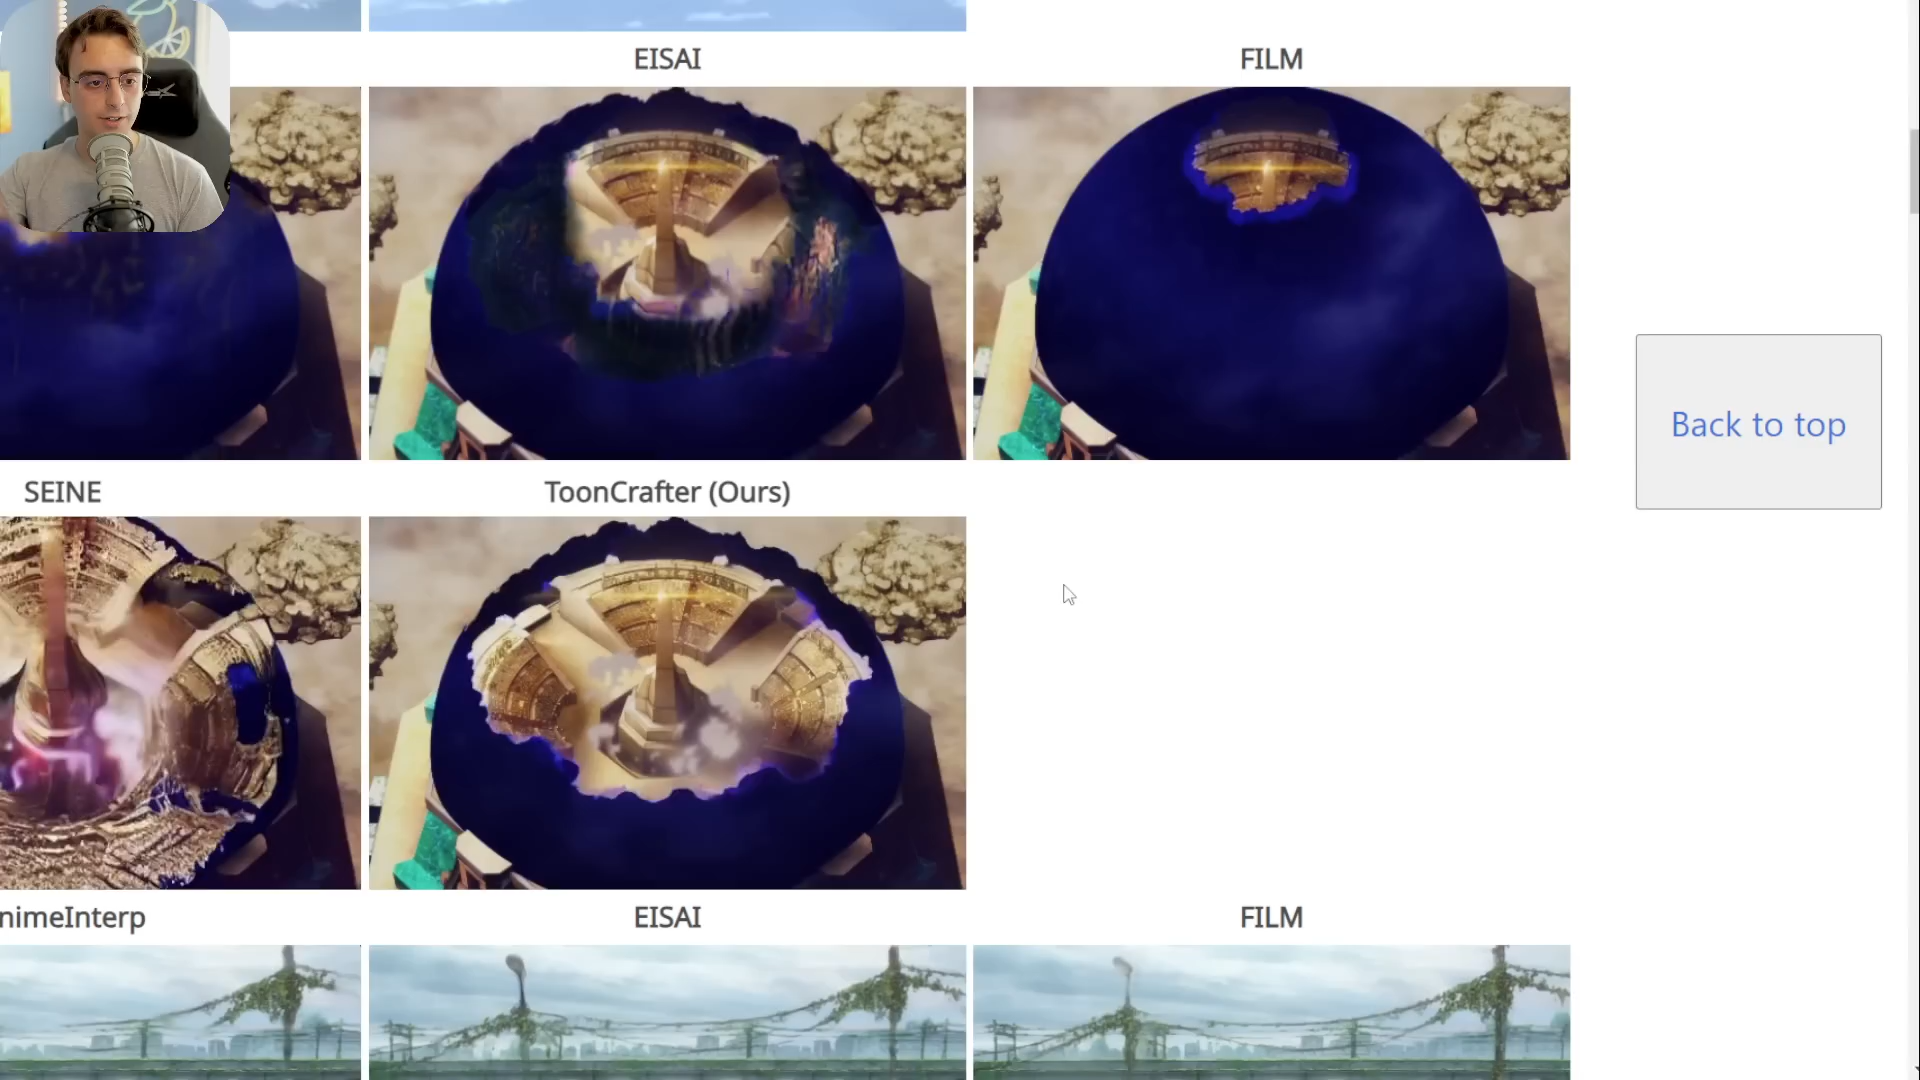 EISAI
FILM
Back to top
SEINE
ToonCrafter (Ours)
nimeInterp
EISAI
FILM